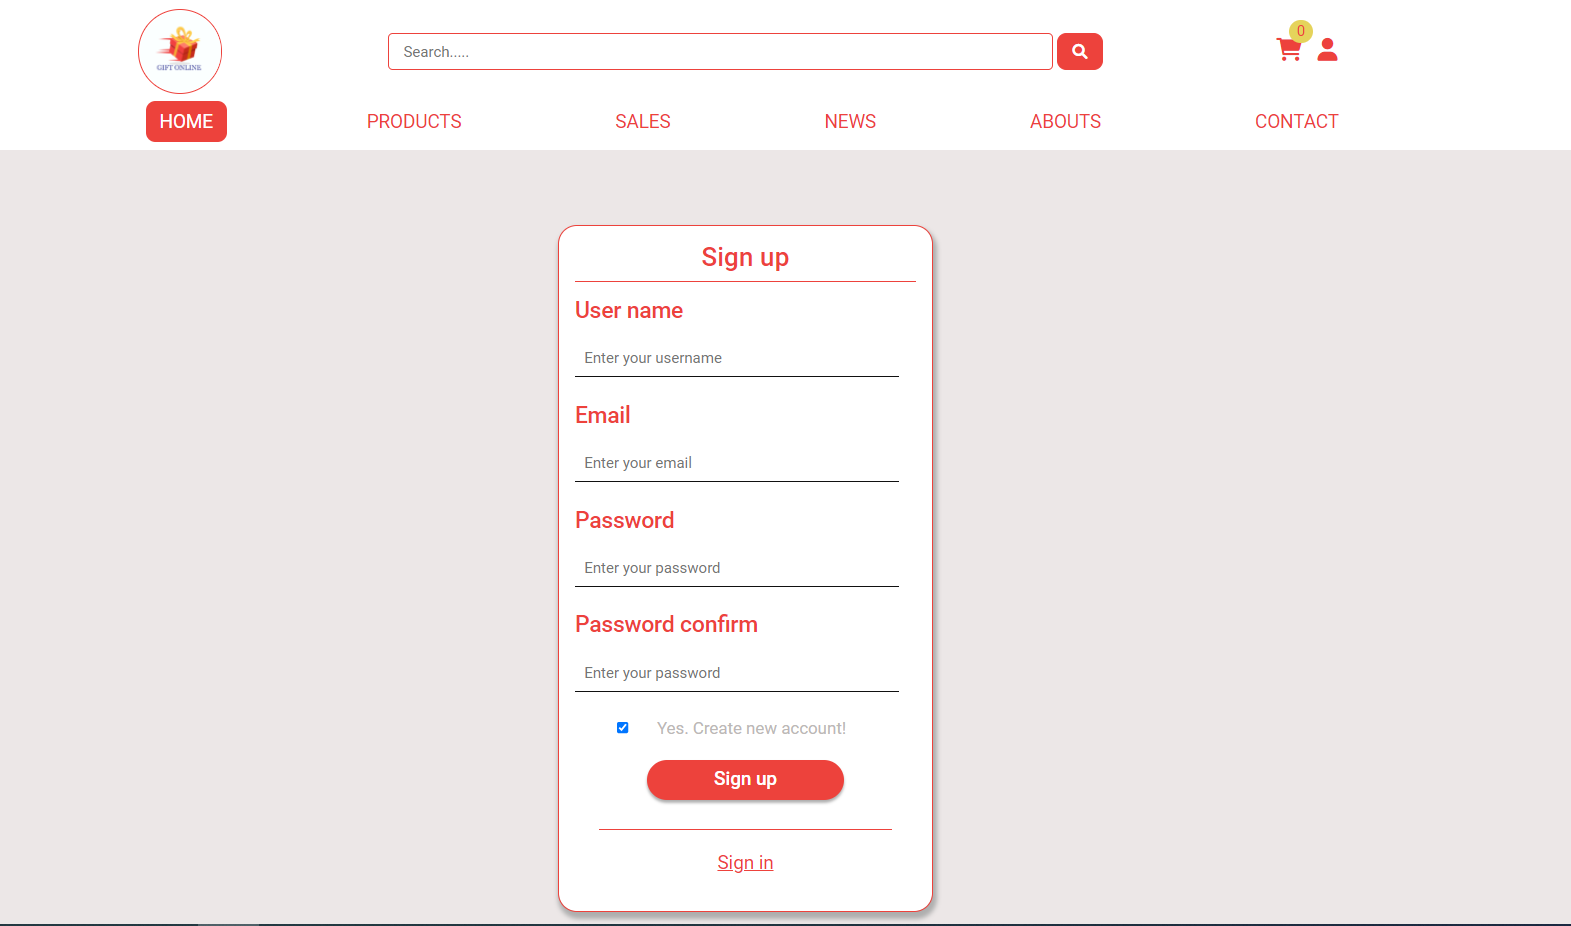 GIFT ONLINE
Search.....
0
HOME PRODUCTS SALES NEWS ABOUTS CONTACT
Sign up
User name
Enter your username
Email
Enter your email
Password
Enter your password
Password confirm
Enter your password
Yes. Create new account!
Sign up
Sign in